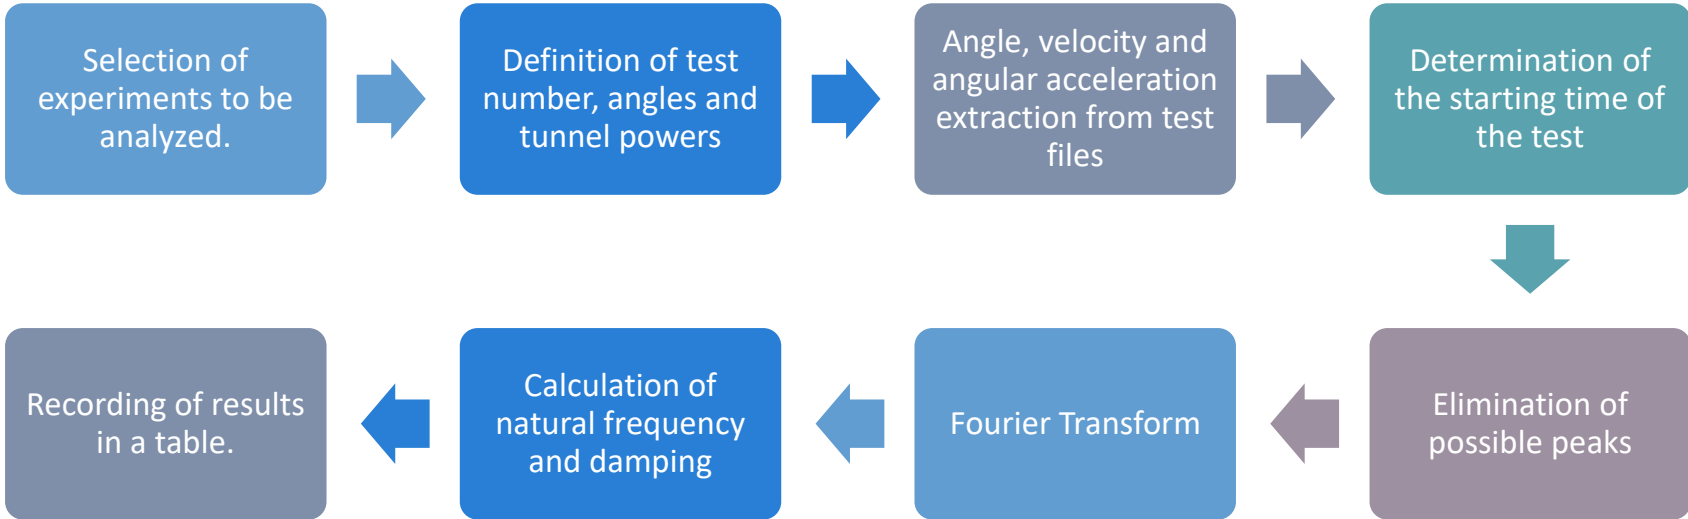 Selection of
experiments to be
analyzed.
Definition of test
number, angles and
tunnel powers
Angle, velocity and
angular acceleration
extraction from test
files
Determination of
the starting time of
the test
Elimination of
possible peaks
Fourier Transform
Calculation of
natural frequency
and damping
Recording of results
in a table.